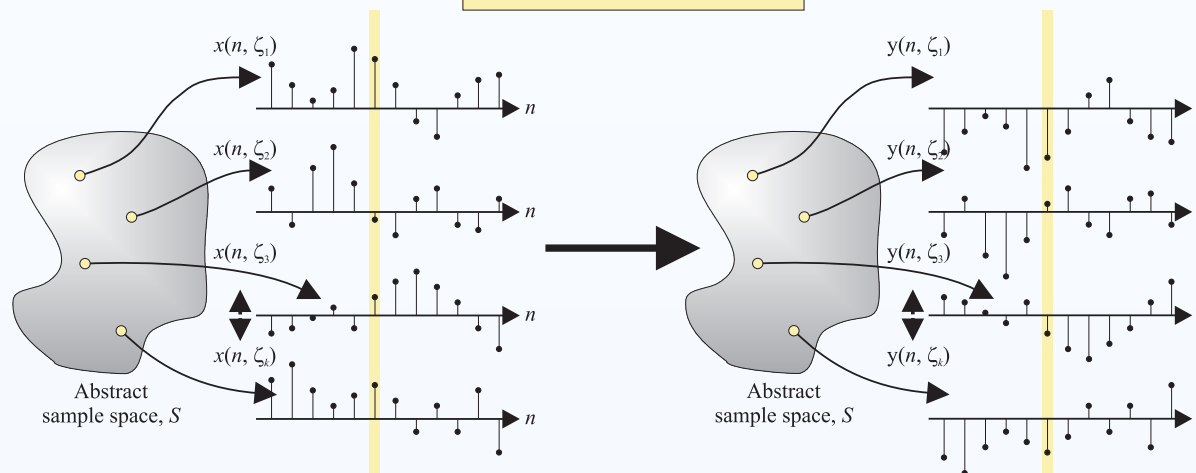 x(n, ζ1)
n
x(n, ζ2)
n
x(n, ζ3)
n
x(n, ζk)
n
Abstract
sample space, S
y(n, ζ1)
y(n, ζ2)
y(n, ζ3)
y(n, ζk)
Abstract
sample space, S